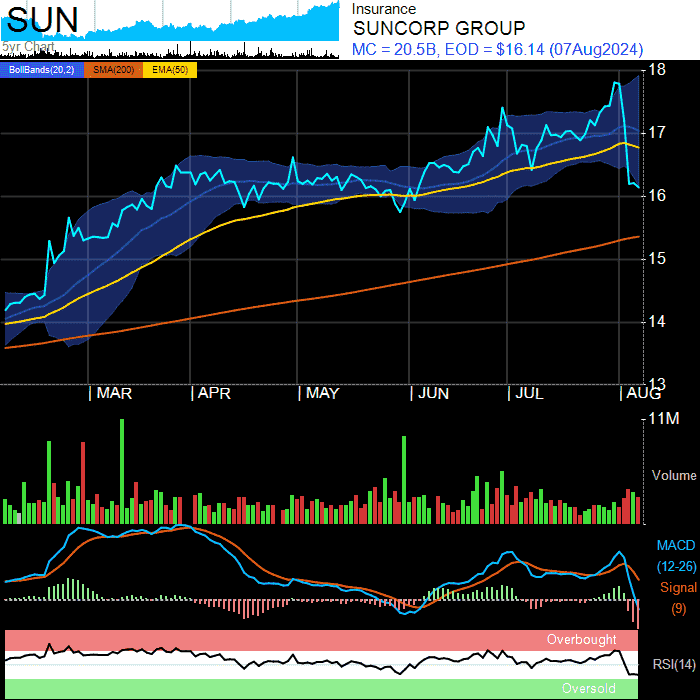 SUN
5yr Chart
Insurance
SUNCORP GROUP
MC = 20.5B, EOD = $16.14 (07Aug2024)
BollBands(20,2) SMA(200) EMA(50)
18
17
16
15
14
13
MAR APR MAY JUN JUL AUG
11M
Volume
MACD
(12-26)
Signal
(9)
Overbought
RSI(14)
Oversold